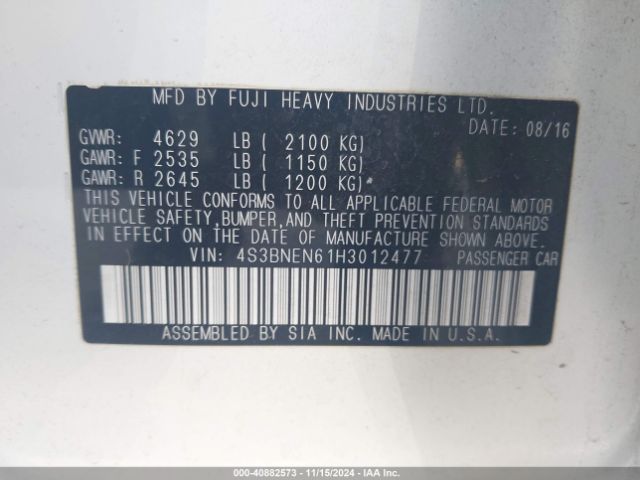 MFD BY FUJI HEAVY INDUSTRIES LTD.
DATE: 08/16
GVWR: 4629 LB ( 2100 KG)
GAWR: F 2535 LB ( 1150 KG)
GAWR: R 2645 LB ( 1200 KG)
THIS VEHICLE CONFORMS TO ALL APPLICABLE FEDERAL MOTOR
VEHICLE SAFETY,BUMPER,AND THEFT PREVENTION STANDARDS
IN EFFECT ON THE DATE OF MANUFACTURE SHOWN ABOVE.
VIN: 4S3BNEN61H3012477 PASSENGER CAR
ASSEMBLED BY SIA INC. MADE IN U.S.A.
000-40882573 - 11/15/2024 - IAA Inc.